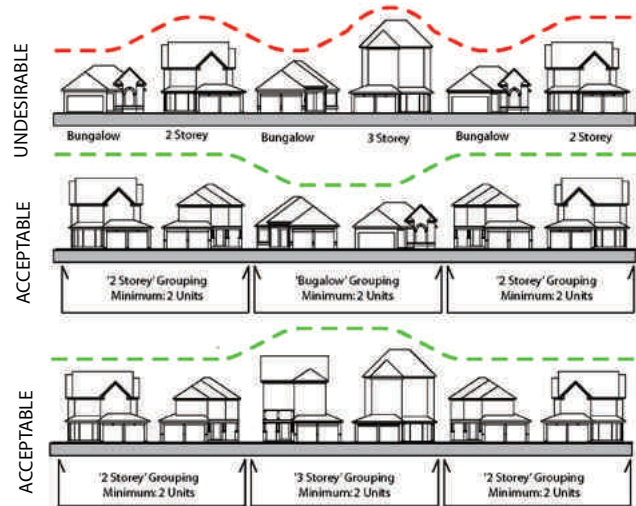 UNDESIRABLE
Bungalow 2 Storey Bungalow 3 Storey Bungalow 2 Storey
ACCEPTABLE
'2 Storey' Grouping
Minimum: 2 Units
'Bugalow' Grouping
Minimum: 2 Units
'2 Storey' Grouping
Minimum: 2 Units
ACCEPTABLE
'2 Storey' Grouping
Minimum: 2 Units
'3 Storey' Grouping
Minimum: 2 Units
'2 Storey' Grouping
Minimum: 2 Units